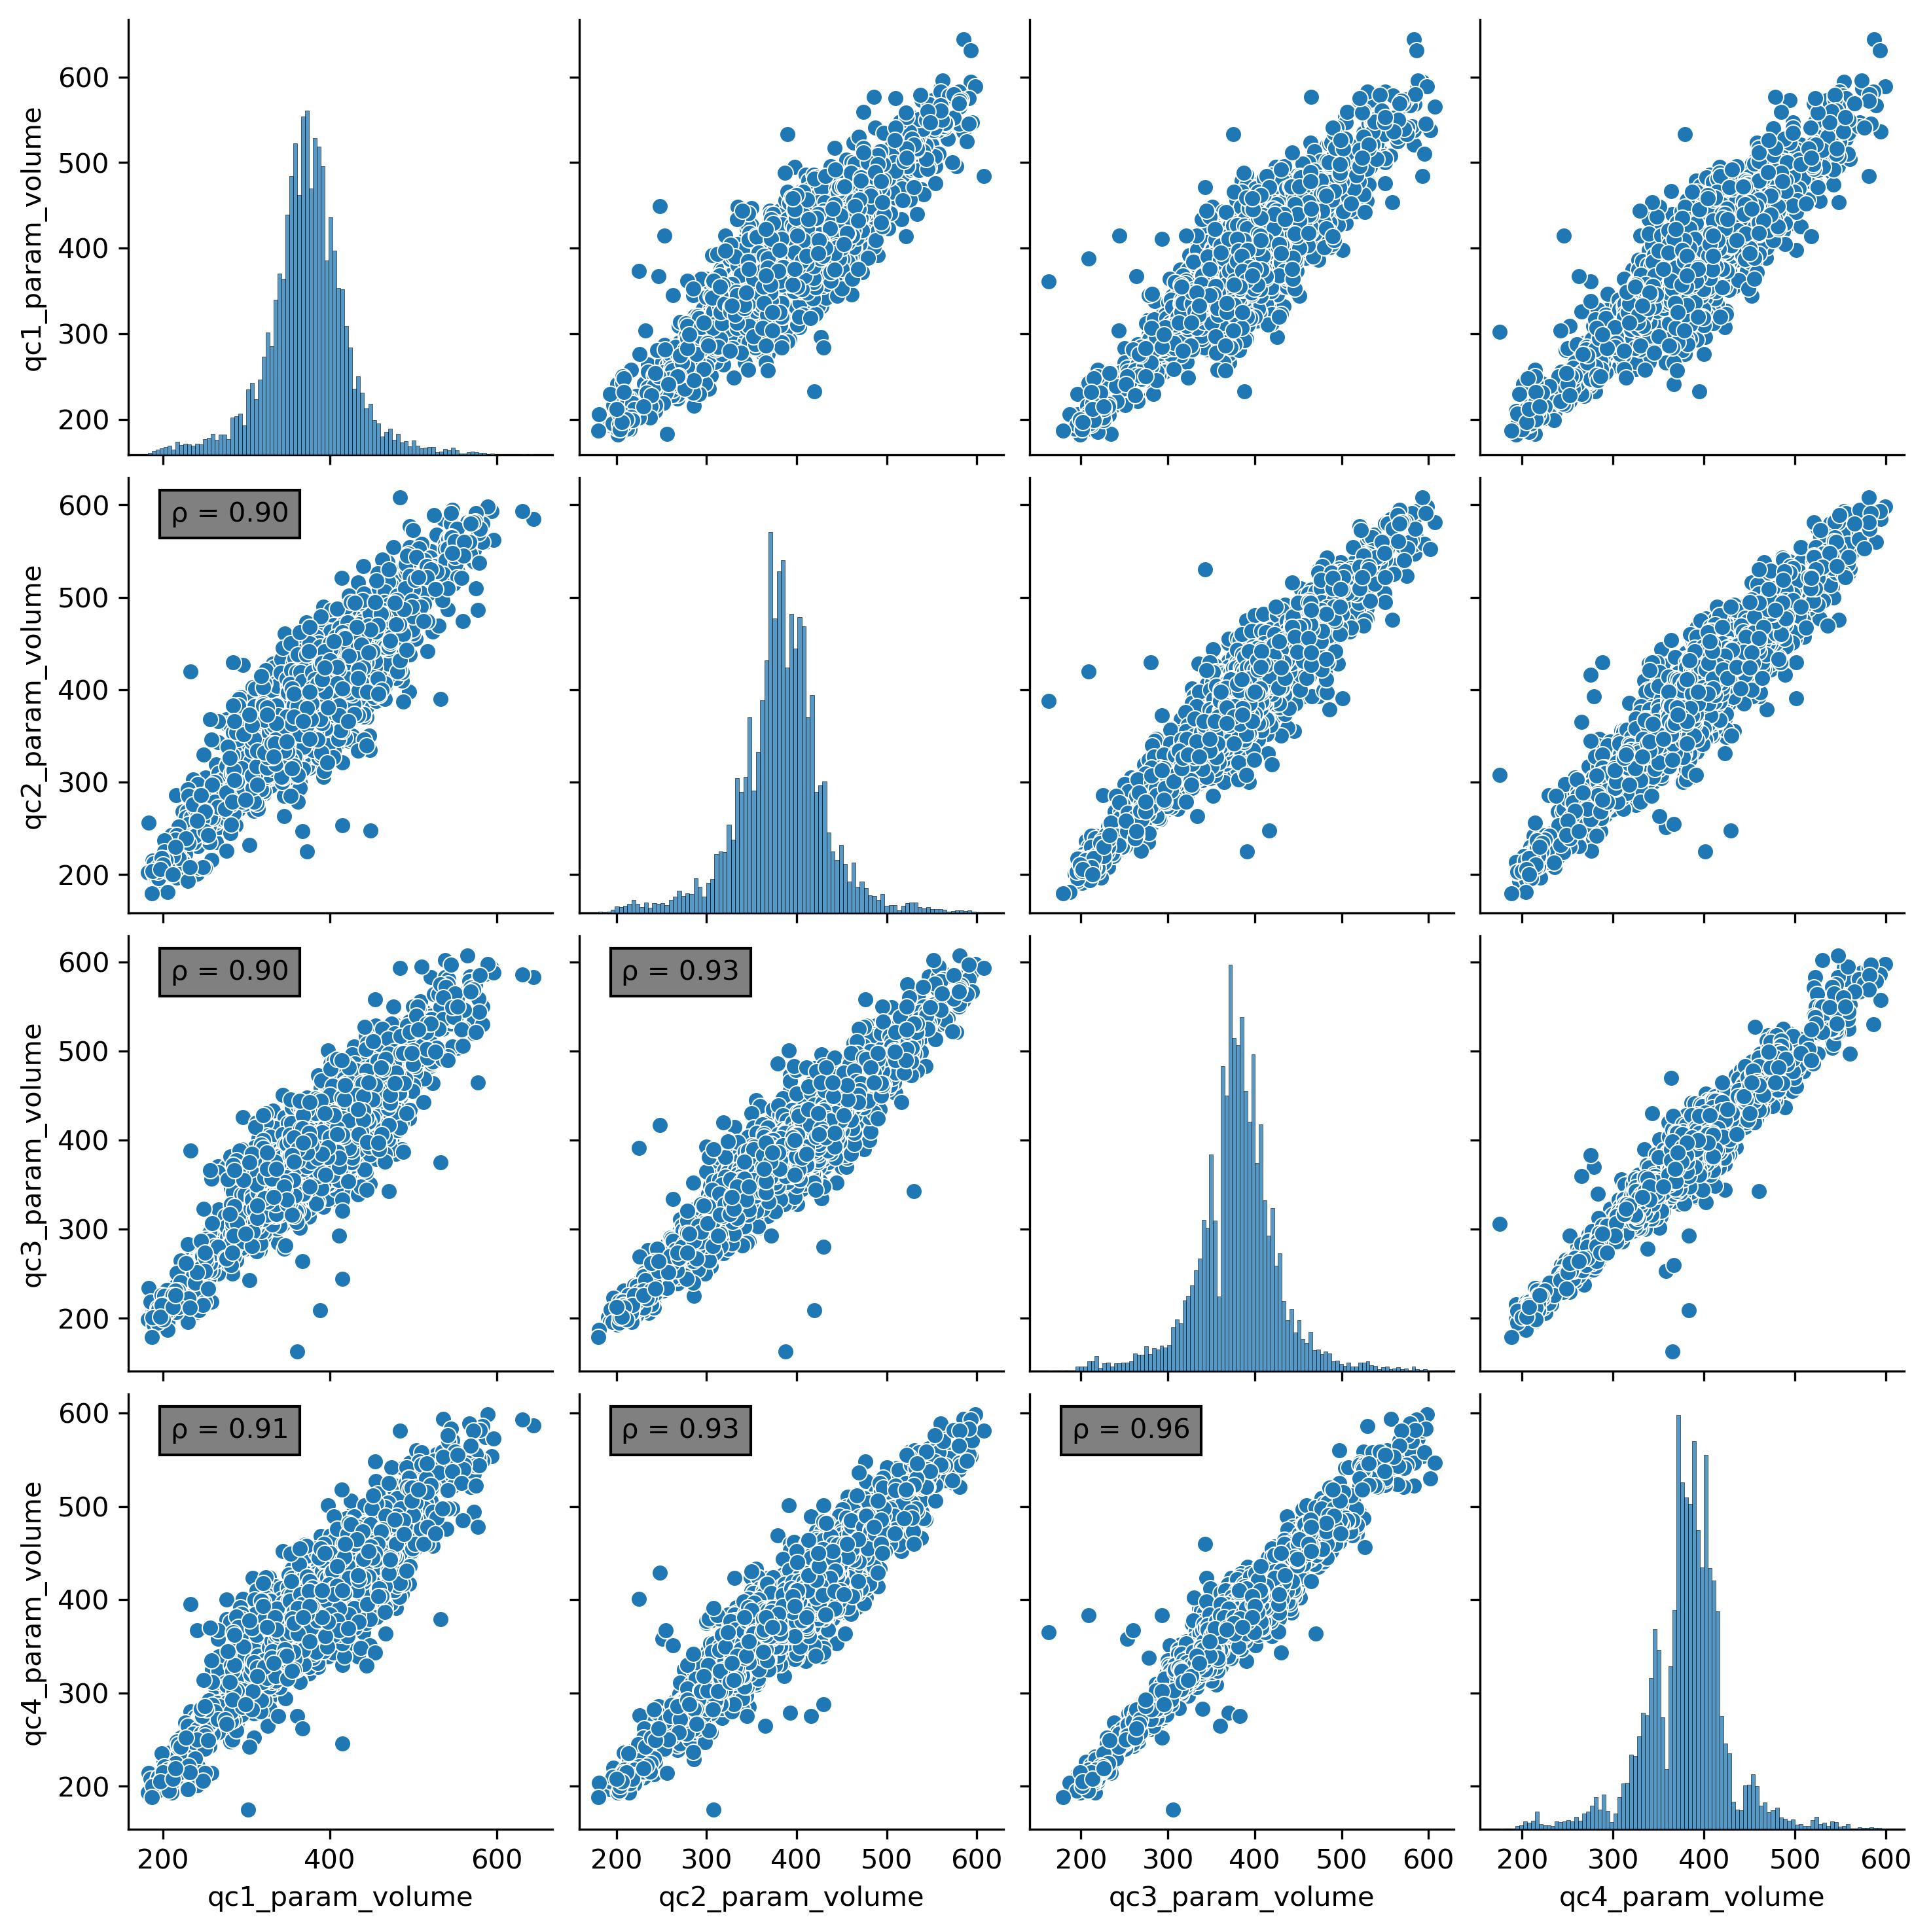 600
500
400
300
200
qc1_param_volume
200 400 600
600
500
400
300
200
qc2_param_volume
ρ = 0.90
600
500
400
300
200
qc3_param_volume
ρ = 0.90
ρ = 0.93
600
500
400
300
200
qc4_param_volume
ρ = 0.91
ρ = 0.93
ρ = 0.96
200 300 400 500 600
200 300 400 500 600
200 300 400 500 600
qc1_param_volume
qc2_param_volume
qc3_param_volume
qc4_param_volume